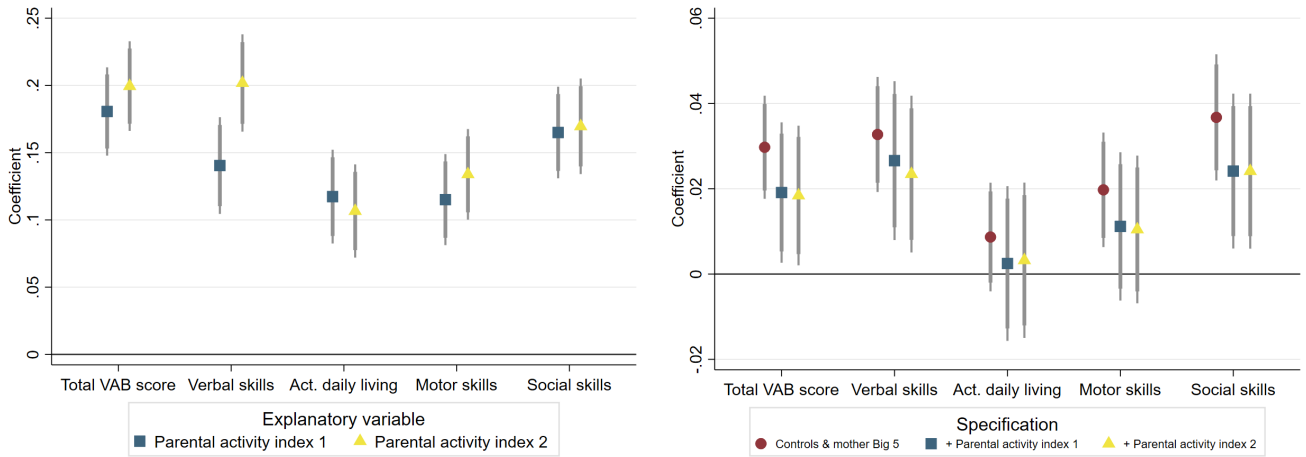 .25
.2
.15
.1
.05
0
Coefficient
Total VAB score Verbal skills Act. daily living Motor skills Social skills
Explanatory variable
Parental activity index 1 Parental activity index 2
.06
.04
.02
0
-.02
Coefficient
Total VAB score Verbal skills Act. daily living Motor skills Social skills
Specification
Controls & mother Big 5 + Parental activity index 1 + Parental activity index 2